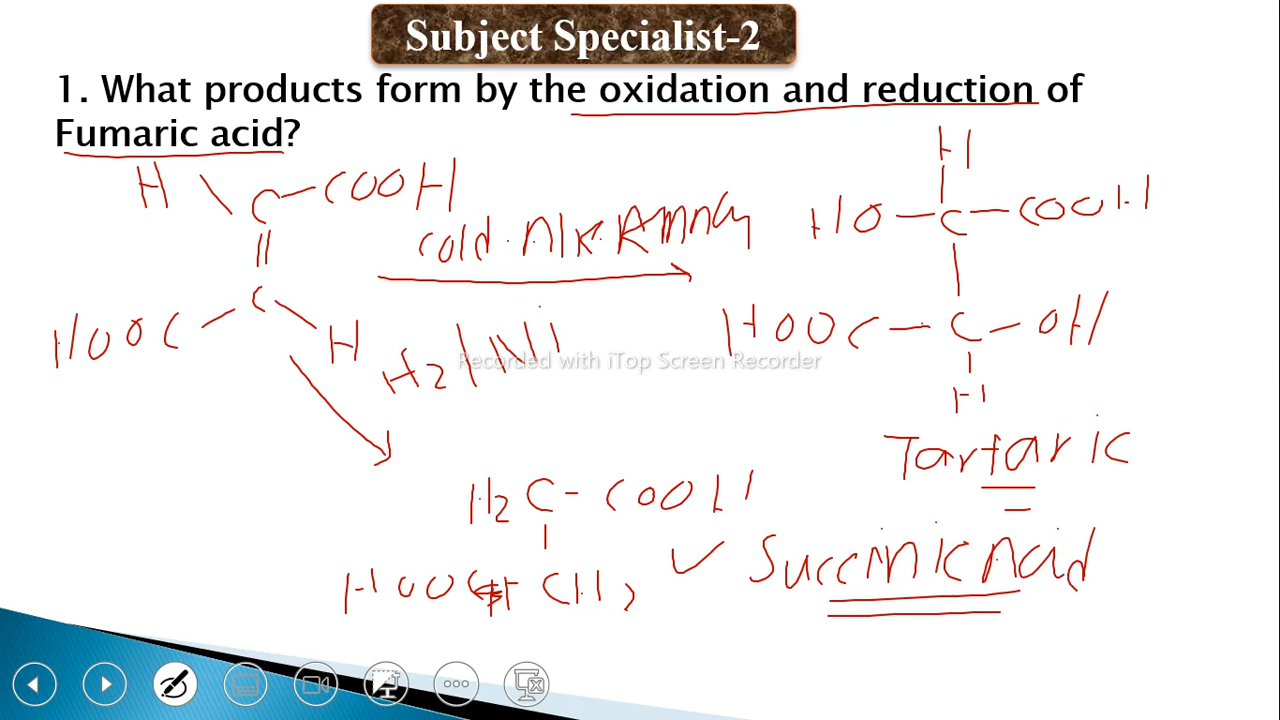 Subject Specialist-2
1. What products form by the oxidation and reduction of
Fumaric acid?
H
H C-COOH
cold. Alk. KMnO4
HO-C-COOH
||
HOOC-C-H
H2/Ni
HOOC-C-OH
Recorded with iTop Screen Recorder
H
Tartaric
H2C-COOH
HOOC-CH2
Succinic Acid